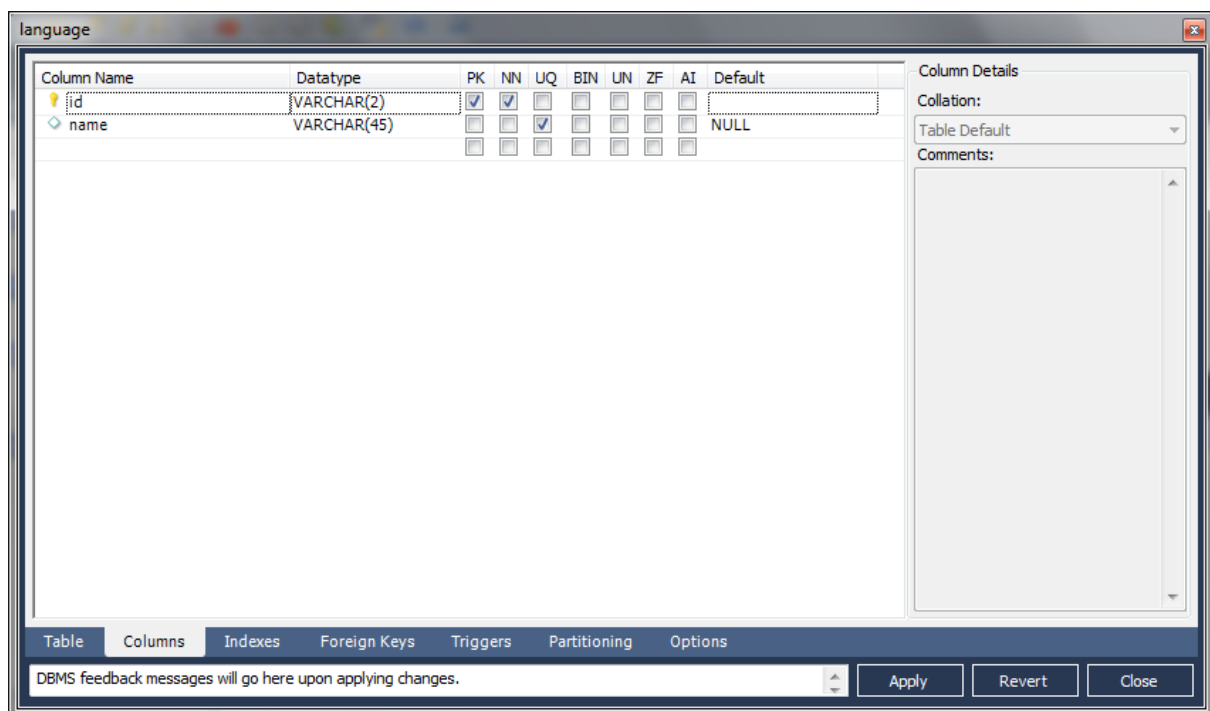 language
Column Name Datatype PK NN UQ BIN UN ZF AI Default
id VARCHAR(2)
name VARCHAR(45) NULL
Column Details
Collation:
Table Default
Comments:
Table Columns Indexes Foreign Keys Triggers Partitioning Options
DBMS feedback messages will go here upon applying changes.
Apply Revert Close